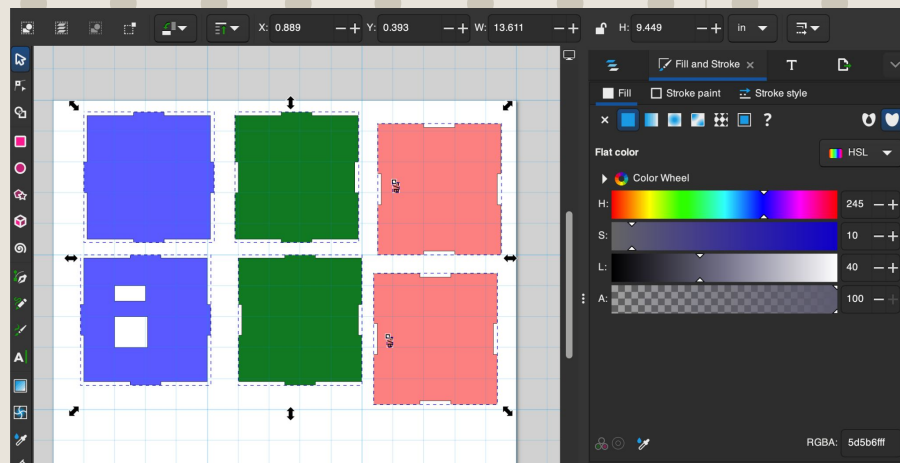 X: 0.889 — + Y: 0.393 — + W: 13.611 — + H: 9.449 — + in
Fill and Stroke × T
Fill Stroke paint Stroke style
× ?
Flat color HSL
Color Wheel
H: 245 — +
S: 10 — +
L: 40 — +
A: 100 — +
A
RGBA: 5d5b6fff